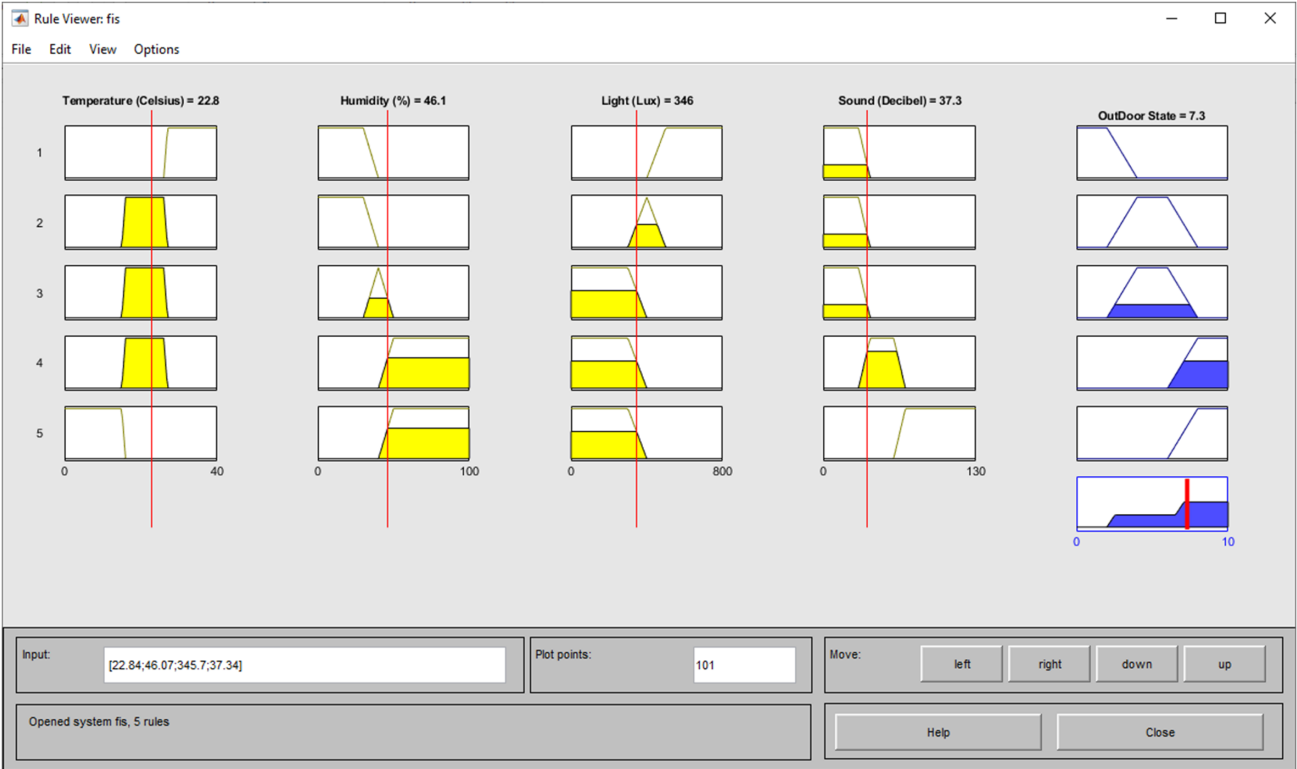 Rule Viewer: fis
File Edit View Options
Temperature (Celsius) = 22.8 Humidity (%) = 46.1 Light (Lux) = 346 Sound (Decibel) = 37.3
OutDoor State = 7.3
1
2
3
4
5
0 40 0 100 0 800 0 130
0 10
Input: [22.84;46.07;345.7;37.34] Plot points: 101 Move: left right down up
Opened system fis, 5 rules Help Close